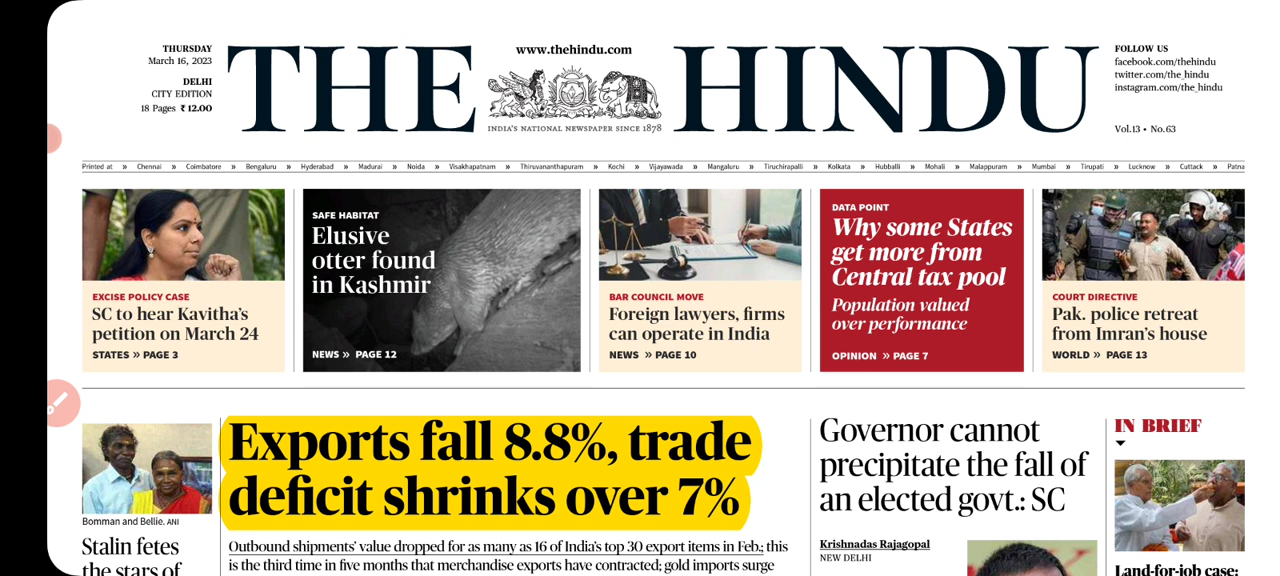 THURSDAY
March 16, 2023
DELHI
CITY EDITION
18 Pages ₹ 12.00
www.thehindu.com
THE HINDU
INDIA'S NATIONAL NEWSPAPER SINCE 1878
FOLLOW US
facebook.com/thehindu
twitter.com/the_hindu
instagram.com/the_hindu
Vol.13 • No.63
Printed at » Chennai » Coimbatore » Bengaluru » Hyderabad » Madurai » Noida » Visakhapatnam » Thiruvananthapuram » Kochi » Vijayawada » Mangaluru » Tiruchirapalli » Kolkata » Hubballi » Mohali » Malappuram » Mumbai » Tirupati » Lucknow » Cuttack » Patna
EXCISE POLICY CASE
SC to hear Kavitha's
petition on March 24
STATES » PAGE 3
SAFE HABITAT
Elusive
otter found
in Kashmir
NEWS » PAGE 12
BAR COUNCIL MOVE
Foreign lawyers, firms
can operate in India
NEWS » PAGE 10
DATA POINT
Why some States
get more from
Central tax pool
Population valued
over performance
OPINION » PAGE 7
COURT DIRECTIVE
Pak. police retreat
from Imran's house
WORLD » PAGE 13
Bomman and Bellie. ANI
Stalin fetes
the stars of
Exports fall 8.8%, trade
deficit shrinks over 7%
Outbound shipments' value dropped for as many as 16 of India's top 30 export items in Feb.; this
is the third time in five months that merchandise exports have contracted; gold imports surge
Governor cannot
precipitate the fall of
an elected govt.: SC
Krishnadas Rajagopal
NEW DELHI
IN BRIEF
Land-for-job case: